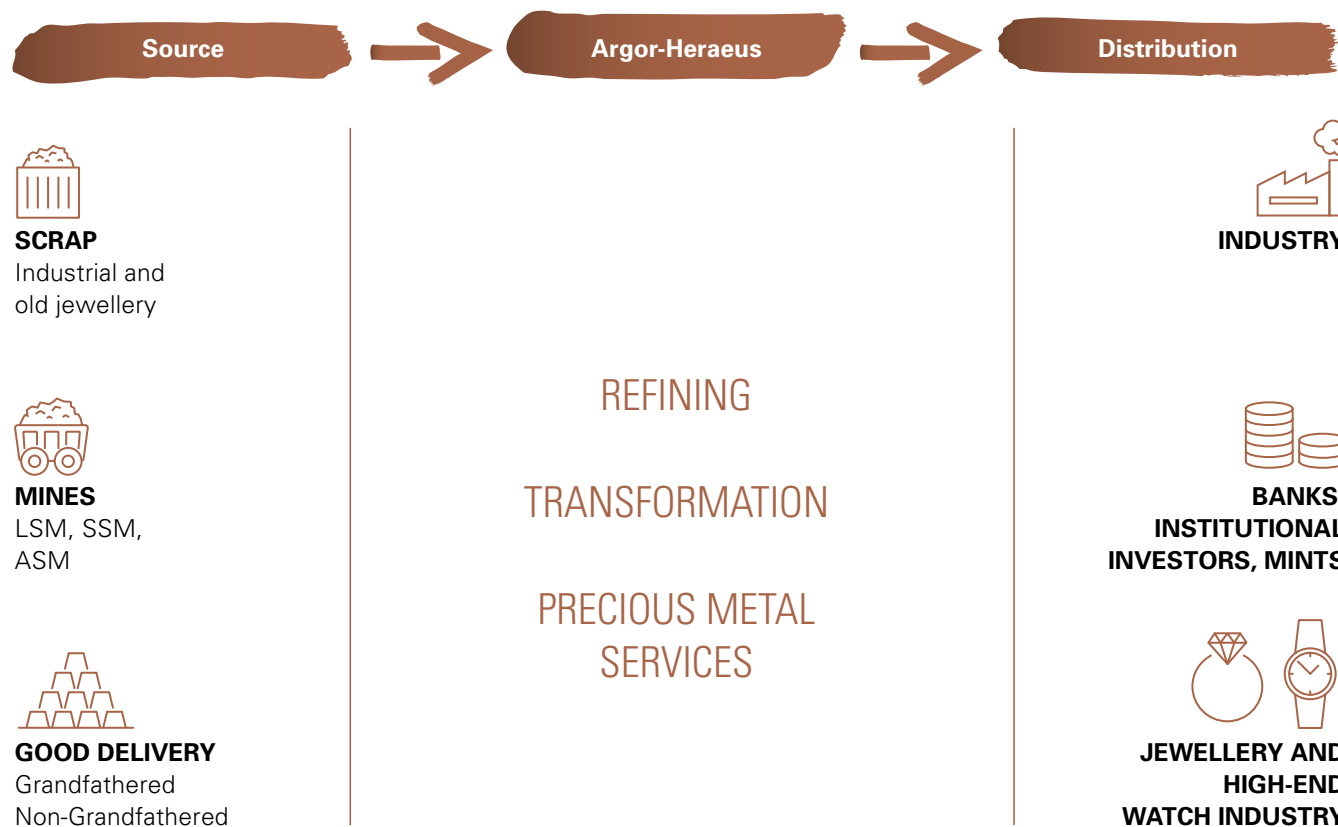 Source
Argor-Heraeus
Distribution
SCRAP
Industrial and
old jewellery
MINES
LSM, SSM,
ASM
GOOD DELIVERY
Grandfathered
Non-Grandfathered
REFINING
TRANSFORMATION
PRECIOUS METAL
SERVICES
INDUSTRY
BANKS
INSTITUTIONAL
INVESTORS, MINTS
JEWELLERY AND
HIGH-END
WATCH INDUSTRY